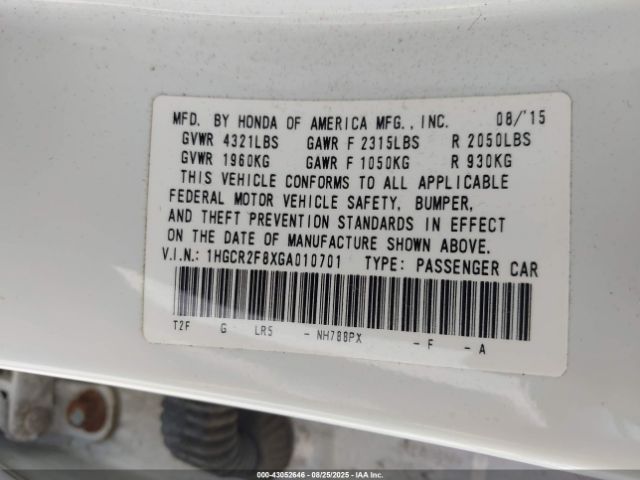 MFD. BY HONDA OF AMERICA MFG., INC. 08/'15
GVWR 4321LBS GAWR F 2315LBS R 2050LBS
GVWR 1960KG GAWR F 1050KG R 930KG
THIS VEHICLE CONFORMS TO ALL APPLICABLE
FEDERAL MOTOR VEHICLE SAFETY, BUMPER,
AND THEFT PREVENTION STANDARDS IN EFFECT
ON THE DATE OF MANUFACTURE SHOWN ABOVE.
V.I.N.: 1HGCR2F8XGA010701 TYPE: PASSENGER CAR
T2F G LR5 - NH788PX - F - A
000-43052646 - 08/25/2025 - IAAI.COM